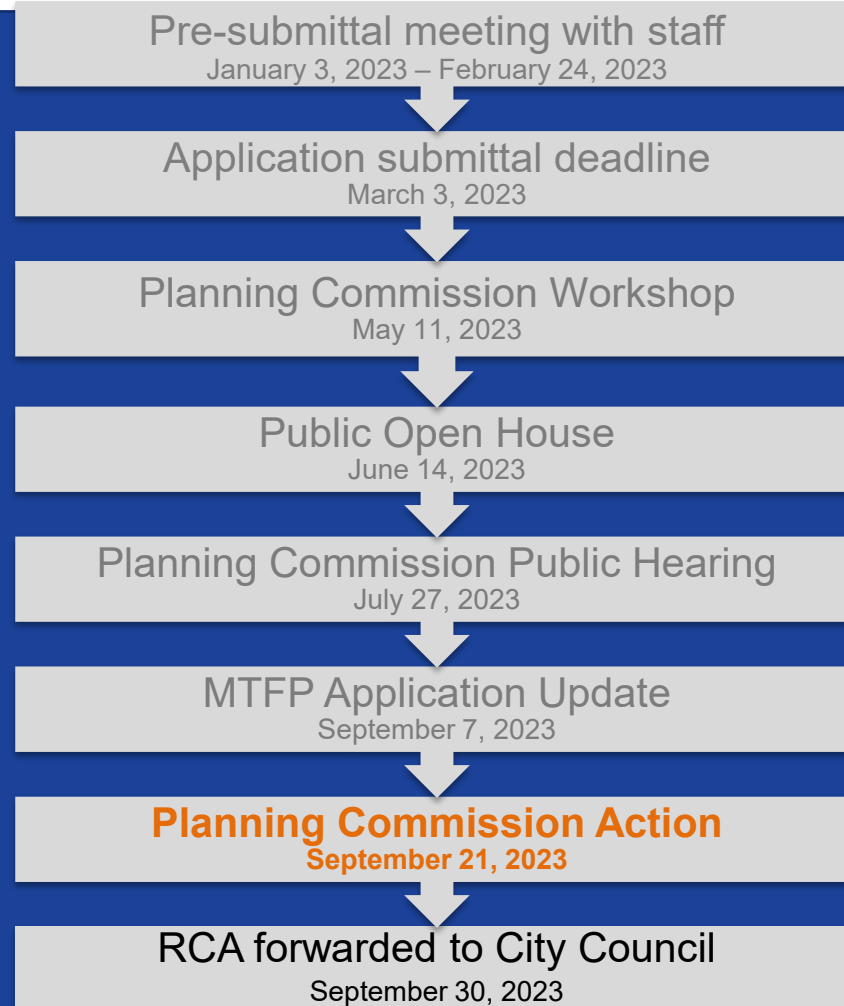 Pre-submittal meeting with staff
January 3, 2023 – February 24, 2023
Application submittal deadline
March 3, 2023
Planning Commission Workshop
May 11, 2023
Public Open House
June 14, 2023
Planning Commission Public Hearing
July 27, 2023
MTFP Application Update
September 7, 2023
Planning Commission Action
September 21, 2023
RCA forwarded to City Council
September 30, 2023